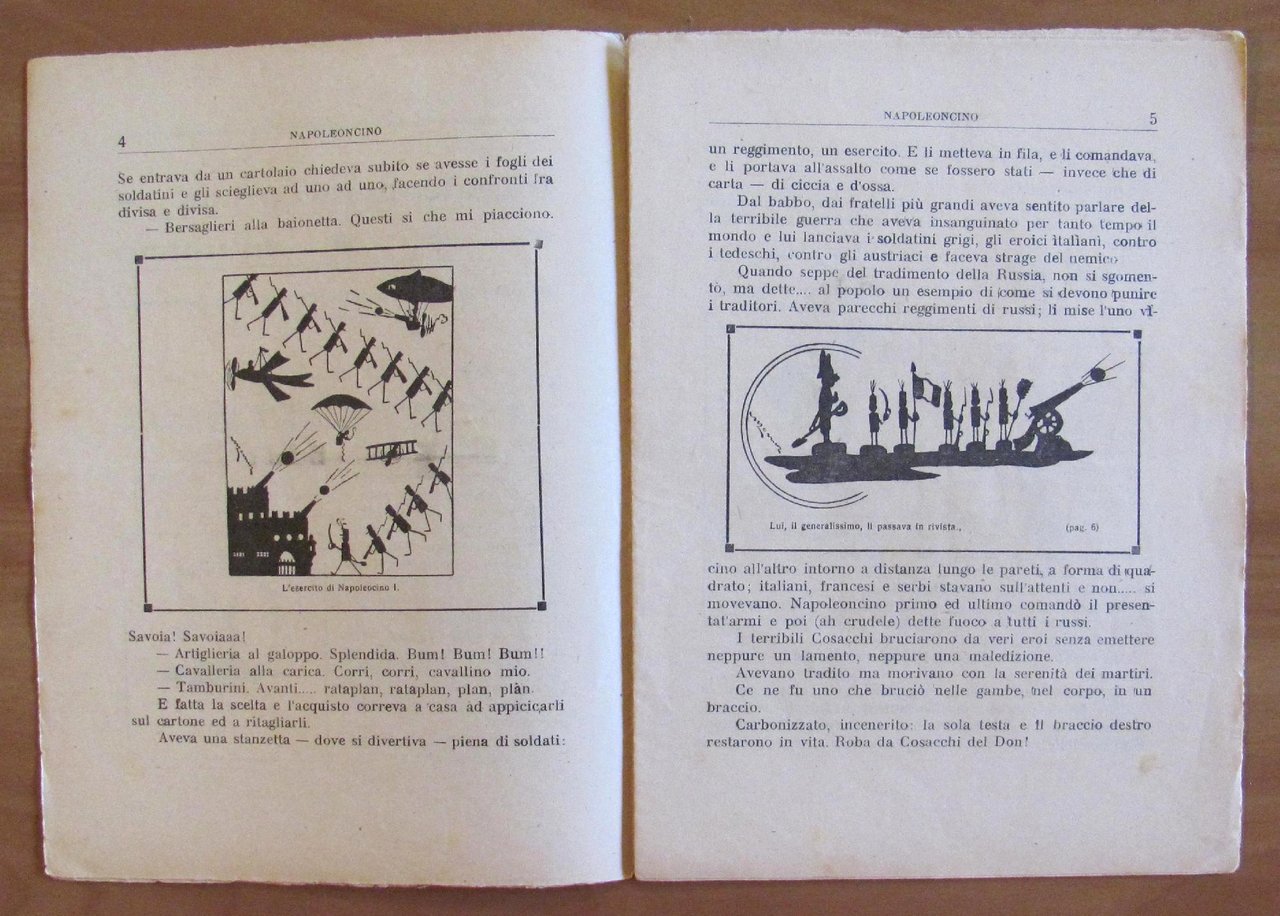 4
NAPOLEONCINO
Se entrava da un cartolaio chiedeva subito se avesse i fogli dei
soldatini e gli scieglieva ad uno ad uno, facendo i confronti fra
divisa e divisa.
— Bersaglieri alla baionetta. Questi si che mi piacciono.
L'esercito di Napoleocino I.
Savoia! Savoiaaa!
— Artiglieria al galoppo. Splendida. Bum! Bum! Bum!!
— Cavalleria alla carica. Corri, corri, cavallino mio.
— Tamburini. Avanti..... rataplan, rataplan, plan, plàn.
E fatta la scelta e l'acquisto correva a casa ad appicicarli
sul cartone ed a ritagliarli.
Aveva una stanzetta — dove si divertiva — piena di soldati:
NAPOLEONCINO
5
un reggimento, un esercito. E li metteva in fila, e li comandava,
e li portava all'assalto come se fossero stati — invece che di
carta — di ciccia e d'ossa.
Dal babbo, dai fratelli più grandi aveva sentito parlare del-
la terribile guerra che aveva insanguinato per tanto tempo il
mondo e lui lanciava i soldatini grigi, gli eroici italiani, contro
i tedeschi, contro gli austriaci e faceva strage del nemico
Quando seppe del tradimento della Russia, non si sgomen-
tò, ma dette.... al popolo un esempio di come si devono punire
i traditori. Aveva parecchi reggimenti di russi; li mise l'uno vi-
Lui, il generalissimo, li passava in rivista.,
(pag. 6)
cino all'altro intorno a distanza lungo le pareti, a forma di qua-
drato; italiani, francesi e serbi stavano sull'attenti e non..... si
movevano. Napoleoncino primo ed ultimo comandò il presen-
tat'armi e poi (ah crudele) dette fuoco a tutti i russi.
I terribili Cosacchi bruciarono da veri eroi senza emettere
neppure un lamento, neppure una maledizione.
Avevano tradito ma morivano con la serenità dei martiri.
Ce ne fu uno che bruciò nelle gambe, nel corpo, in un
braccio.
Carbonizzato, incenerito: la sola testa e il braccio destro
restarono in vita. Roba da Cosacchi del Don!